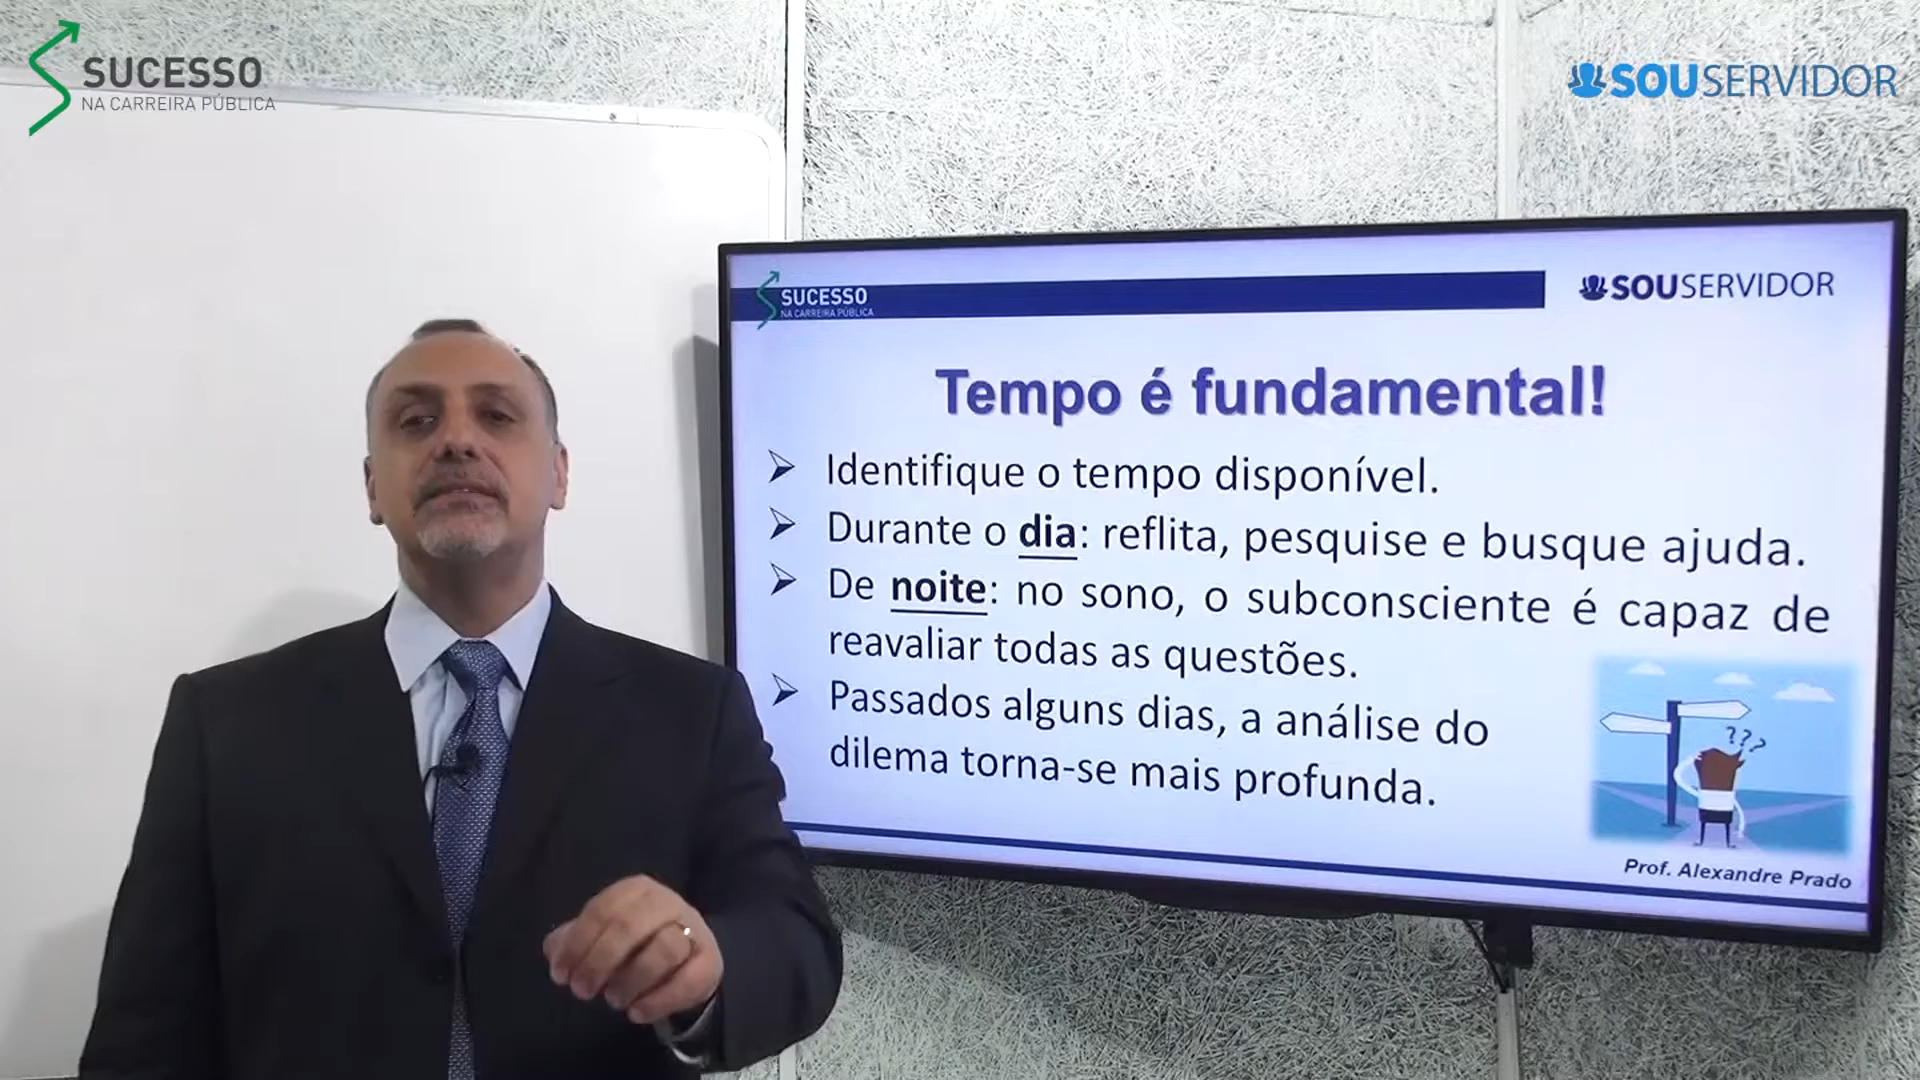 SUCESSO
NA CARREIRA PÚBLICA
SOUSERVIDOR
SUCESSO
NA CARREIRA PÚBLICA
SOUSERVIDOR
Tempo é fundamental!
Identifique o tempo disponível.
Durante o dia: reflita, pesquise e busque ajuda.
De noite: no sono, o subconsciente é capaz de
reavaliar todas as questões.
Passados alguns dias, a análise do
dilema torna-se mais profunda.
???
Prof. Alexandre Prado